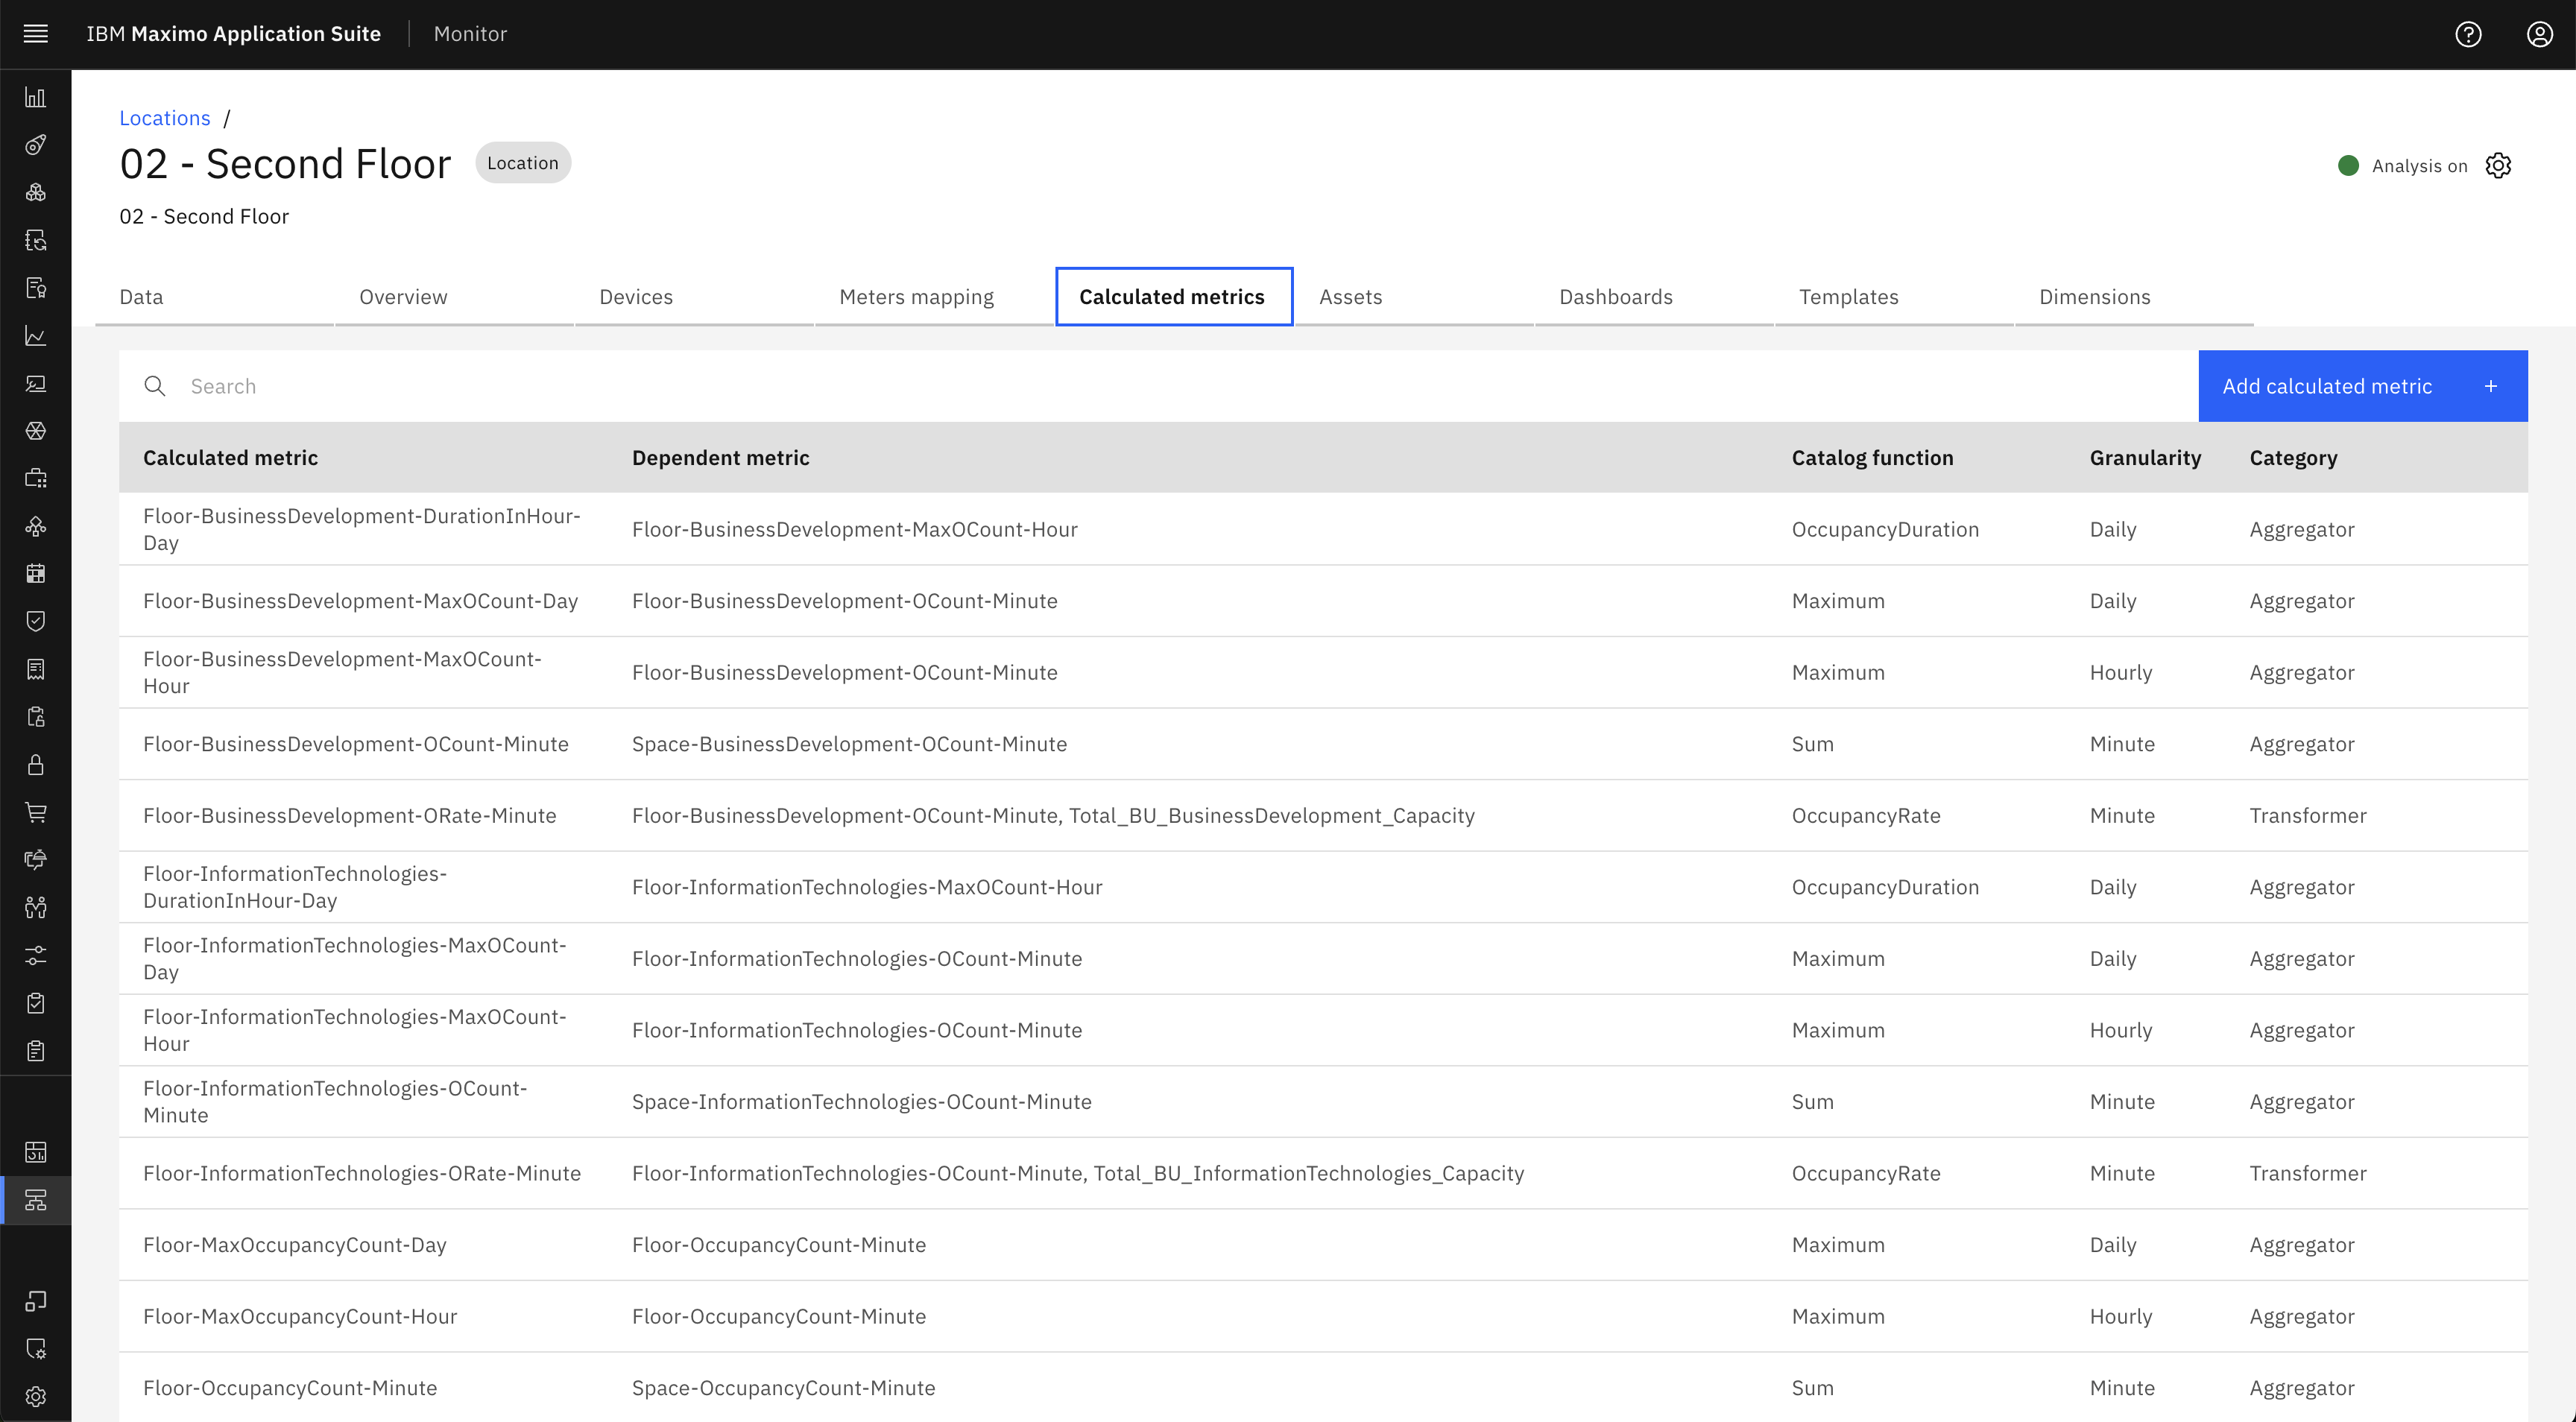 IBM Maximo Application Suite Monitor
Locations /
02 - Second Floor Location
Analysis on
02 - Second Floor
Data Overview Devices Meters mapping Calculated metrics Assets Dashboards Templates Dimensions
Search
Add calculated metric +
Calculated metric Dependent metric Catalog function Granularity Category
Floor-BusinessDevelopment-DurationInHour-
Day
Floor-BusinessDevelopment-MaxOCount-Hour OccupancyDuration Daily Aggregator
Floor-BusinessDevelopment-MaxOCount-Day Floor-BusinessDevelopment-OCount-Minute Maximum Daily Aggregator
Floor-BusinessDevelopment-MaxOCount-
Hour
Floor-BusinessDevelopment-OCount-Minute Maximum Hourly Aggregator
Floor-BusinessDevelopment-OCount-Minute Space-BusinessDevelopment-OCount-Minute Sum Minute Aggregator
Floor-BusinessDevelopment-ORate-Minute Floor-BusinessDevelopment-OCount-Minute, Total_BU_BusinessDevelopment_Capacity OccupancyRate Minute Transformer
Floor-InformationTechnologies-
DurationInHour-Day
Floor-InformationTechnologies-MaxOCount-Hour OccupancyDuration Daily Aggregator
Floor-InformationTechnologies-MaxOCount-
Day
Floor-InformationTechnologies-OCount-Minute Maximum Daily Aggregator
Floor-InformationTechnologies-MaxOCount-
Hour
Floor-InformationTechnologies-OCount-Minute Maximum Hourly Aggregator
Floor-InformationTechnologies-OCount-
Minute
Space-InformationTechnologies-OCount-Minute Sum Minute Aggregator
Floor-InformationTechnologies-ORate-Minute Floor-InformationTechnologies-OCount-Minute, Total_BU_InformationTechnologies_Capacity OccupancyRate Minute Transformer
Floor-MaxOccupancyCount-Day Floor-OccupancyCount-Minute Maximum Daily Aggregator
Floor-MaxOccupancyCount-Hour Floor-OccupancyCount-Minute Maximum Hourly Aggregator
Floor-OccupancyCount-Minute Space-OccupancyCount-Minute Sum Minute Aggregator